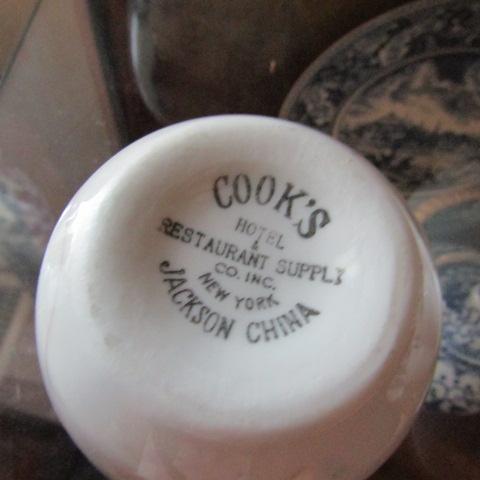 COOK'S
HOTEL
&
RESTAURANT SUPPLY
CO. INC.
NEW YORK
JACKSON CHINA